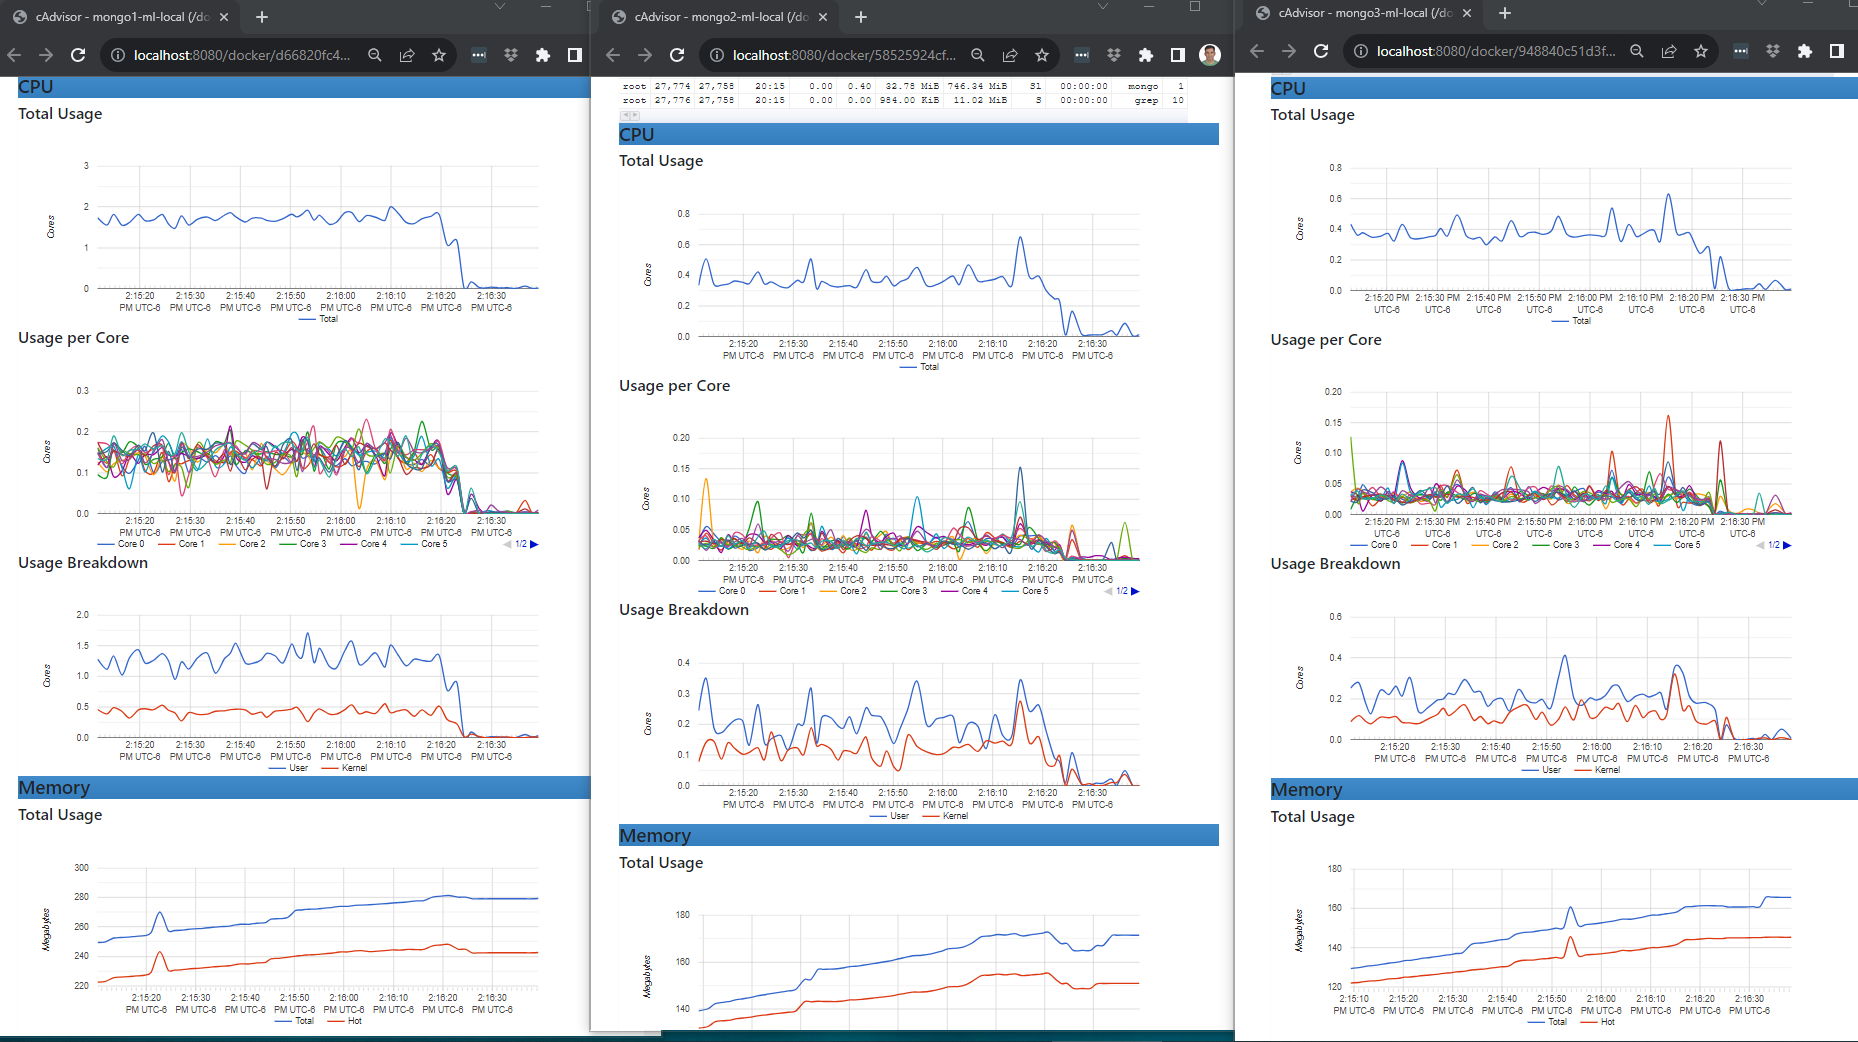 cAdvisor - mongo1-ml-local (/do
localhost:8080/docker/d66820fc4...
CPU
Total Usage
3
2
1
0
Cores
2:15:20 2:15:30 2:15:40 2:15:50 2:16:00 2:16:10 2:16:20 2:16:30
PM UTC-6 PM UTC-6 PM UTC-6 PM UTC-6 PM UTC-6 PM UTC-6 PM UTC-6 PM UTC-6
Total
Usage per Core
0.3
0.2
0.1
0.0
Cores
2:15:20 2:15:30 2:15:40 2:15:50 2:16:00 2:16:10 2:16:20 2:16:30
PM UTC-6 PM UTC-6 PM UTC-6 PM UTC-6 PM UTC-6 PM UTC-6 PM UTC-6 PM UTC-6
Core 0 Core 1 Core 2 Core 3 Core 4 Core 5 1/2
Usage Breakdown
2.0
1.5
1.0
0.5
0.0
Cores
2:15:20 2:15:30 2:15:40 2:15:50 2:16:00 2:16:10 2:16:20 2:16:30
PM UTC-6 PM UTC-6 PM UTC-6 PM UTC-6 PM UTC-6 PM UTC-6 PM UTC-6 PM UTC-6
User Kernel
Memory
Total Usage
300
280
260
240
220
Megabytes
2:15:20 2:15:30 2:15:40 2:15:50 2:16:00 2:16:10 2:16:20 2:16:30
PM UTC-6 PM UTC-6 PM UTC-6 PM UTC-6 PM UTC-6 PM UTC-6 PM UTC-6 PM UTC-6
Total Hot
cAdvisor - mongo2-ml-local (/do
localhost:8080/docker/58525924cf...
root 27,774 27,758 20:15 0.00 0.40 32.78 MiB 746.34 MiB Sl 00:00:00 mongo 1
root 27,776 27,758 20:15 0.00 0.00 984.00 KiB 11.02 MiB S 00:00:00 grep 10
CPU
Total Usage
0.8
0.6
0.4
0.2
0.0
Cores
2:15:20 2:15:30 2:15:40 2:15:50 2:16:00 2:16:10 2:16:20 2:16:30
PM UTC-6 PM UTC-6 PM UTC-6 PM UTC-6 PM UTC-6 PM UTC-6 PM UTC-6 PM UTC-6
Total
Usage per Core
0.20
0.15
0.10
0.05
0.00
Cores
2:15:20 2:15:30 2:15:40 2:15:50 2:16:00 2:16:10 2:16:20 2:16:30
PM UTC-6 PM UTC-6 PM UTC-6 PM UTC-6 PM UTC-6 PM UTC-6 PM UTC-6 PM UTC-6
Core 0 Core 1 Core 2 Core 3 Core 4 Core 5 1/2
Usage Breakdown
0.4
0.3
0.2
0.1
0.0
Cores
2:15:20 2:15:30 2:15:40 2:15:50 2:16:00 2:16:10 2:16:20 2:16:30
PM UTC-6 PM UTC-6 PM UTC-6 PM UTC-6 PM UTC-6 PM UTC-6 PM UTC-6 PM UTC-6
User Kernel
Memory
Total Usage
180
160
140
Megabytes
cAdvisor - mongo3-ml-local (/do
localhost:8080/docker/948840c51d3f...
CPU
Total Usage
0.8
0.6
0.4
0.2
0.0
Cores
2:15:20 PM 2:15:30 PM 2:15:40 PM 2:15:50 PM 2:16:00 PM 2:16:10 PM 2:16:20 PM 2:16:30 PM
UTC-6 UTC-6 UTC-6 UTC-6 UTC-6 UTC-6 UTC-6 UTC-6
Total
Usage per Core
0.20
0.15
0.10
0.05
0.00
Cores
2:15:20 PM 2:15:30 PM 2:15:40 PM 2:15:50 PM 2:16:00 PM 2:16:10 PM 2:16:20 PM 2:16:30 PM
UTC-6 UTC-6 UTC-6 UTC-6 UTC-6 UTC-6 UTC-6 UTC-6
Core 0 Core 1 Core 2 Core 3 Core 4 Core 5 1/2
Usage Breakdown
0.6
0.4
0.2
0.0
Cores
2:15:20 2:15:30 2:15:40 2:15:50 2:16:00 2:16:10 2:16:20 2:16:30
PM UTC-6 PM UTC-6 PM UTC-6 PM UTC-6 PM UTC-6 PM UTC-6 PM UTC-6 PM UTC-6
User Kernel
Memory
Total Usage
180
160
140
120
Megabytes
2:15:10 2:15:20 2:15:30 2:15:40 2:15:50 2:16:00 2:16:10 2:16:20 2:16:30
PM UTC-6 PM UTC-6 PM UTC-6 PM UTC-6 PM UTC-6 PM UTC-6 PM UTC-6 PM UTC-6 PM UTC-6
Total Hot